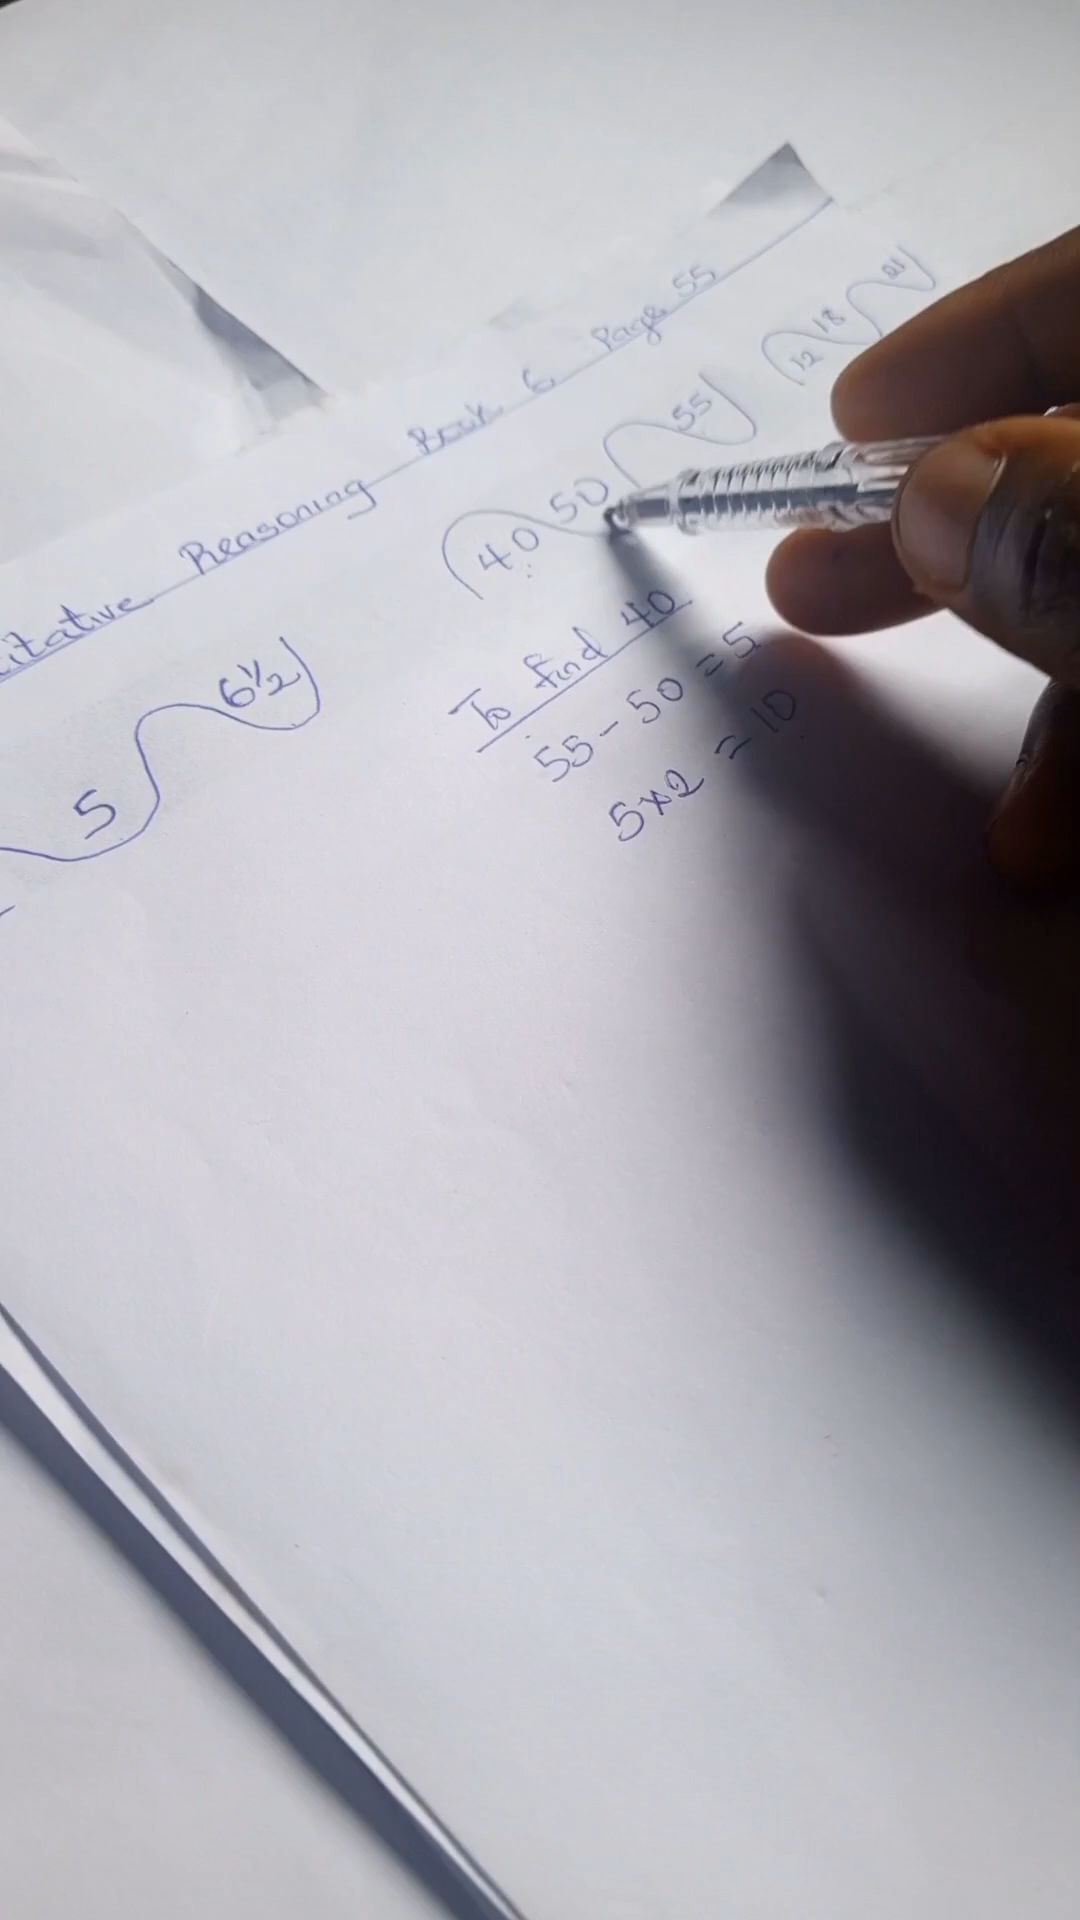 itative Reasoning Book 6 Page 55
5 6½
40 50 55
12 18 21
To find 40
55 - 50 = 5
5×2 = 10